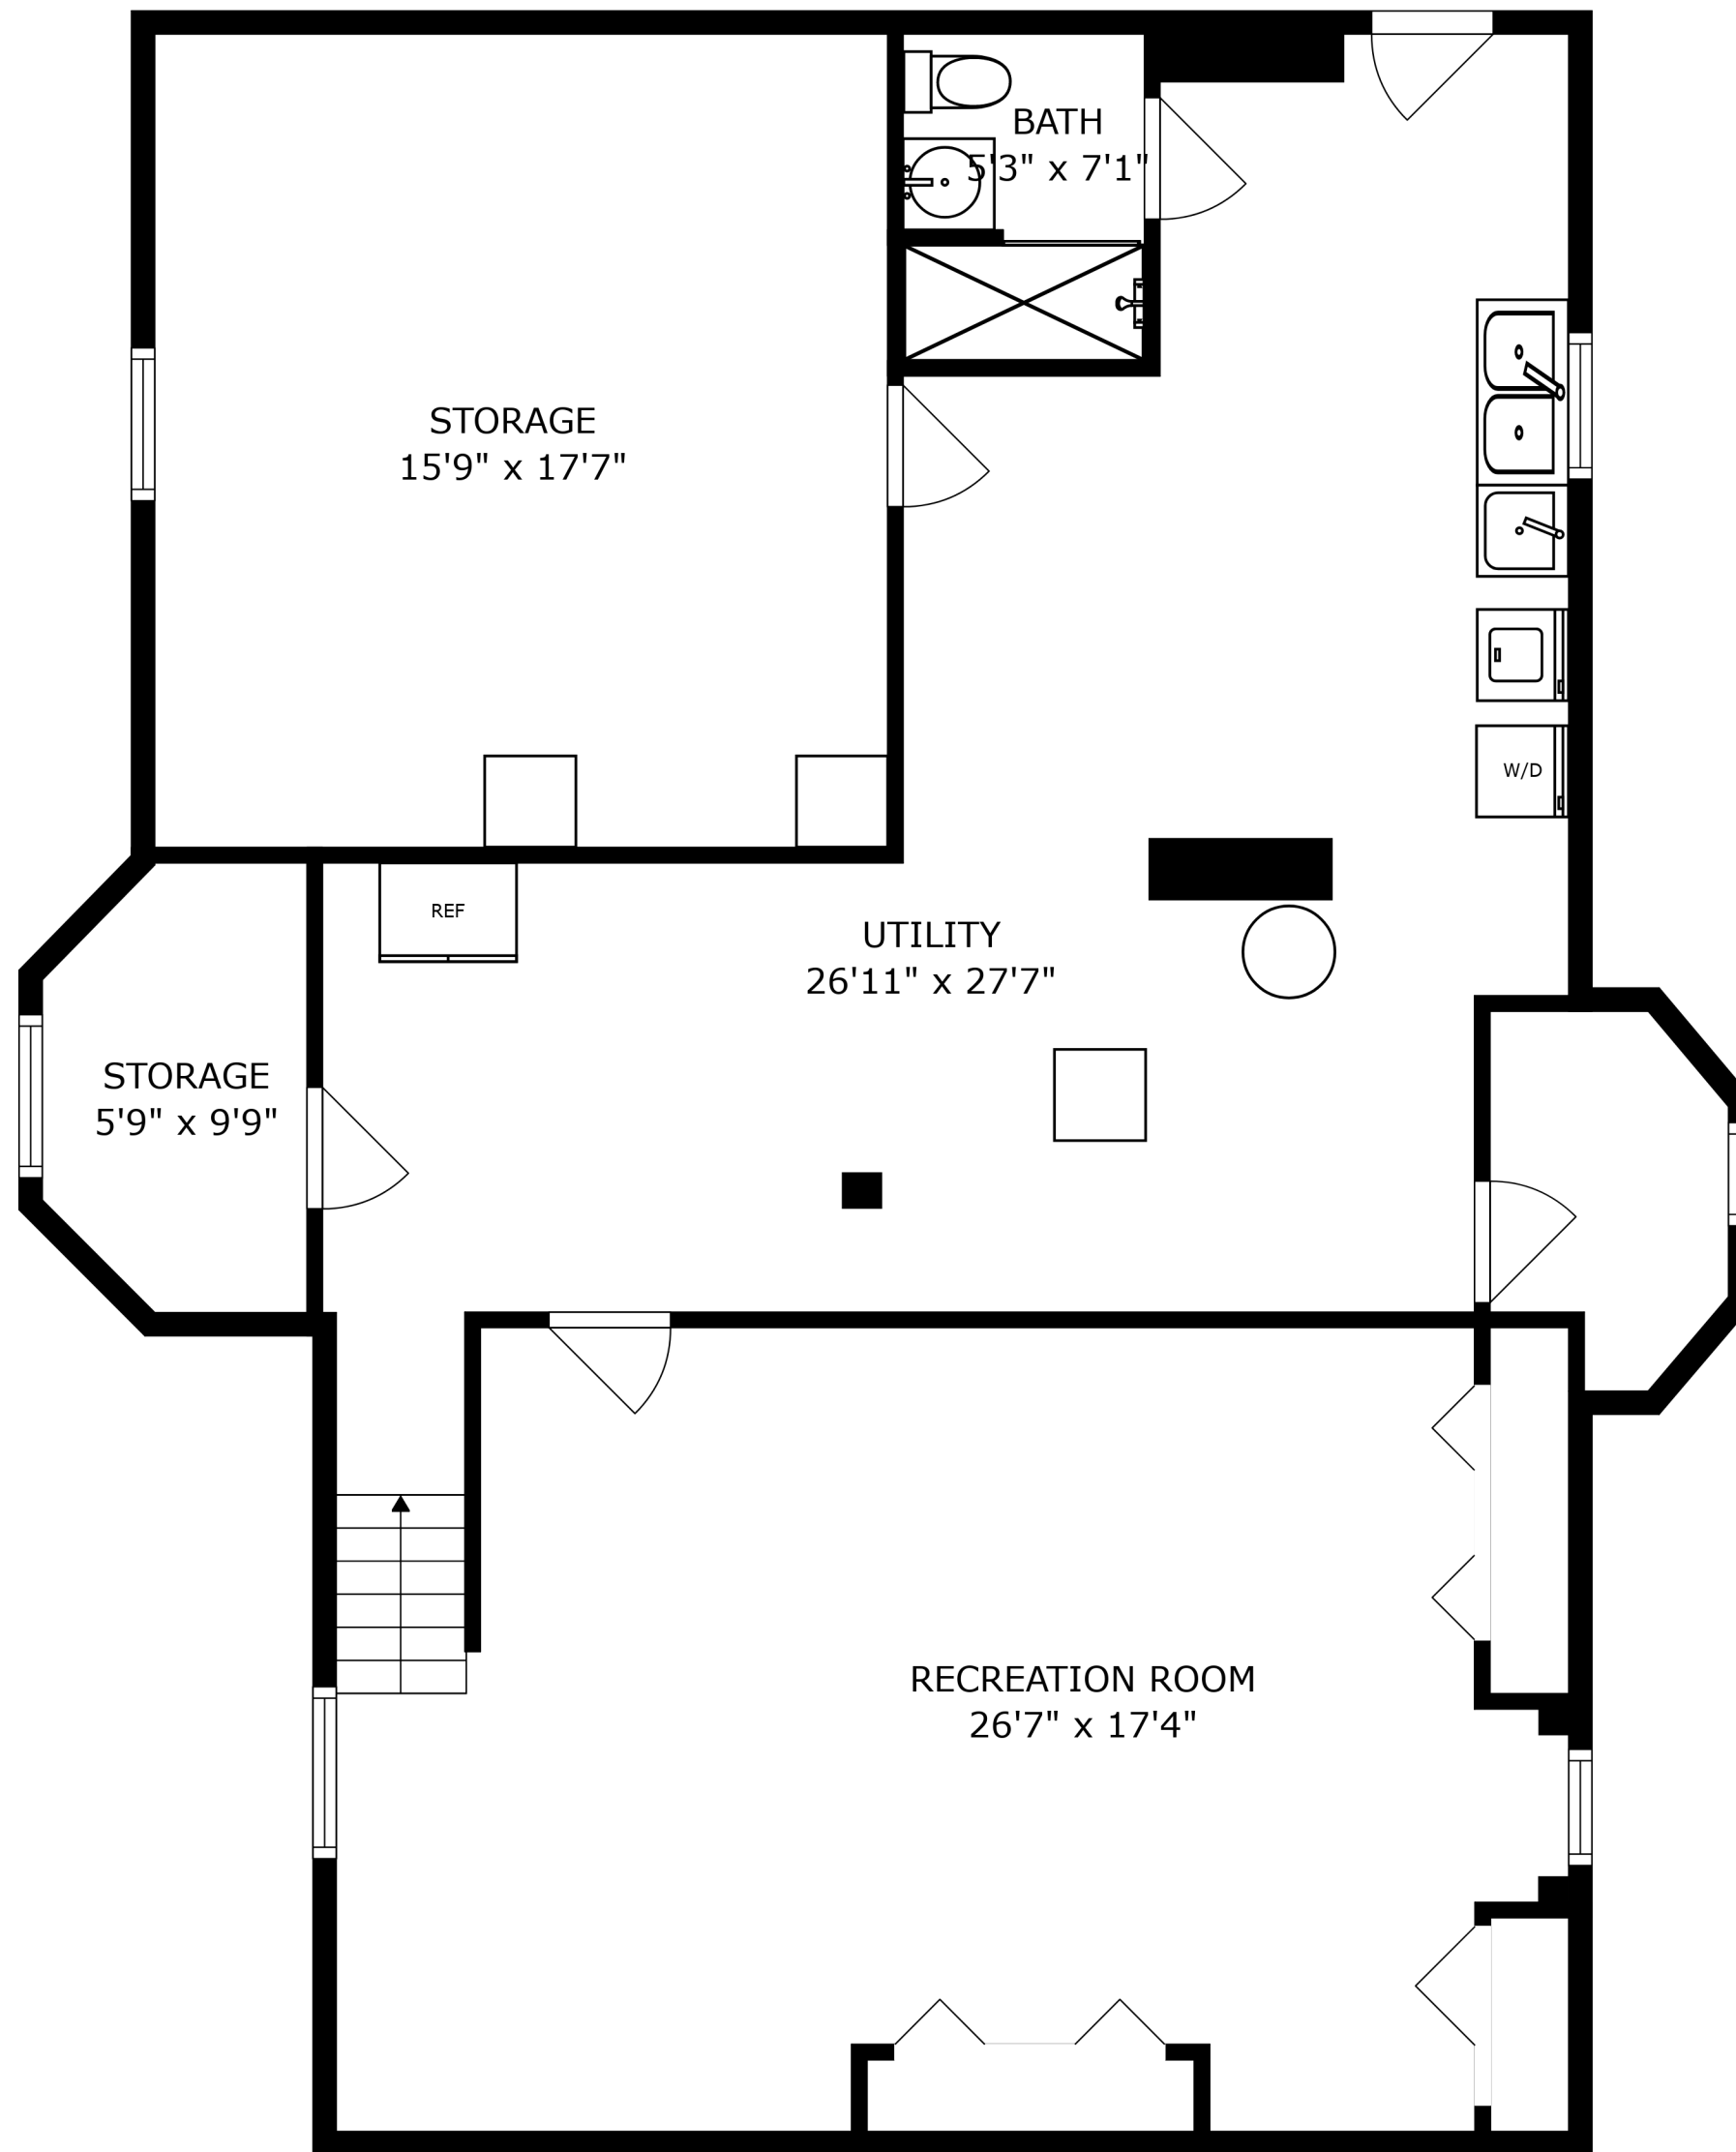 BATH
5'3" x 7'1"
STORAGE
15'9" x 17'7"
W/D
REF
UTILITY
26'11" x 27'7"
STORAGE
5'9" x 9'9"
RECREATION ROOM
26'7" x 17'4"